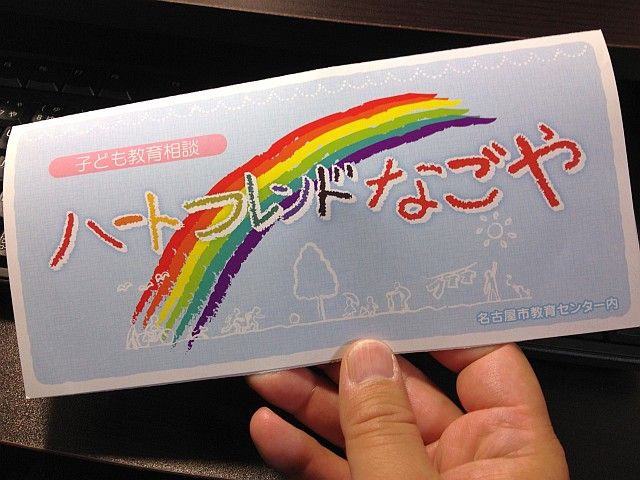 子ども教育相談
ハートフレンドなごや
名古屋市教育センター内